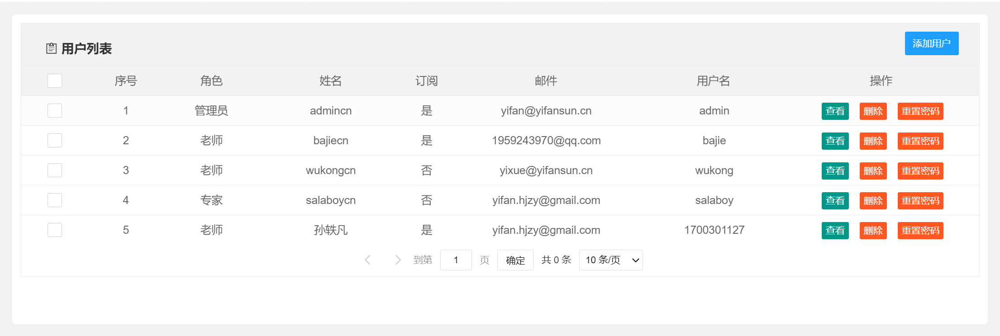 用户列表
添加用户
序号 角色 姓名 订阅 邮件 用户名 操作
1 管理员 admincn 是 yifan@yifansun.cn admin 查看 删除 重置密码
2 老师 bajiecn 是 1959243970@qq.com bajie 查看 删除 重置密码
3 老师 wukongcn 否 yixue@yifansun.cn wukong 查看 删除 重置密码
4 专家 salaboycn 否 yifan.hjzy@gmail.com salaboy 查看 删除 重置密码
5 老师 孙轶凡 是 yifan.hjzy@gmail.com 1700301127 查看 删除 重置密码
到第 1 页 确定 共 0 条 10 条/页